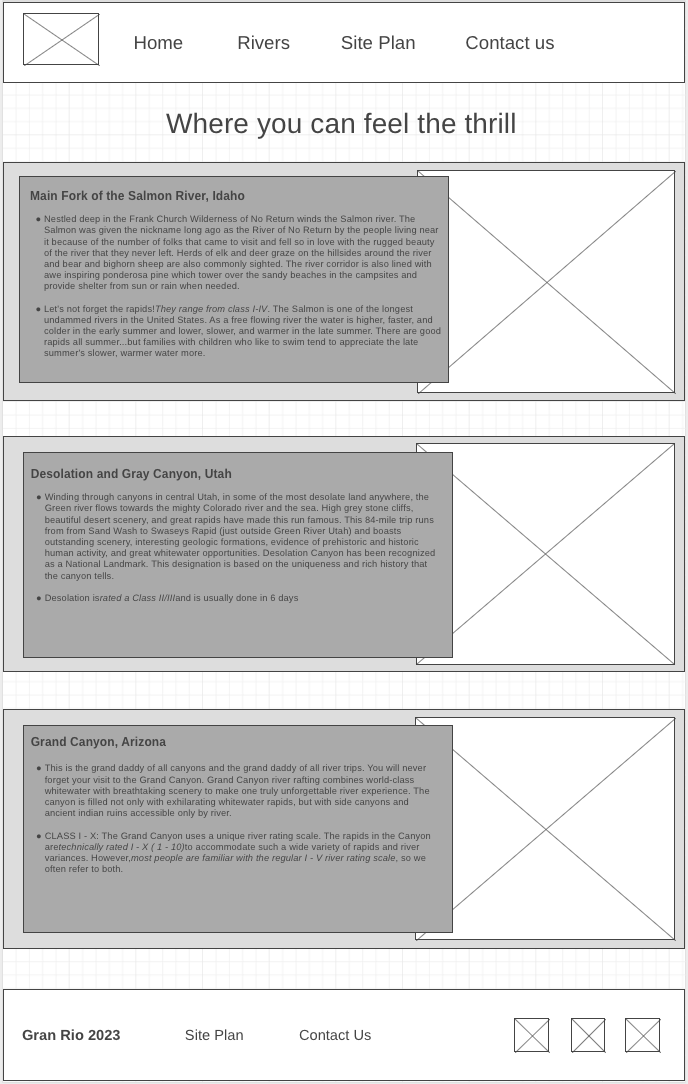 Home Rivers Site Plan Contact us
Where you can feel the thrill
Main Fork of the Salmon River, Idaho
● Nestled deep in the Frank Church Wilderness of No Return winds the Salmon river. The
Salmon was given the nickname long ago as the River of No Return by the people living near
it because of the number of folks that came to visit and fell so in love with the rugged beauty
of the river that they never left. Herds of elk and deer graze on the hillsides around the river
and bear and bighorn sheep are also commonly sighted. The river corridor is also lined with
awe inspiring ponderosa pine which tower over the sandy beaches in the campsites and
provide shelter from sun or rain when needed.
● Let's not forget the rapids!They range from class I-IV. The Salmon is one of the longest
undammed rivers in the United States. As a free flowing river the water is higher, faster, and
colder in the early summer and lower, slower, and warmer in the late summer. There are good
rapids all summer...but families with children who like to swim tend to appreciate the late
summer's slower, warmer water more.
Desolation and Gray Canyon, Utah
● Winding through canyons in central Utah, in some of the most desolate land anywhere, the
Green river flows towards the mighty Colorado river and the sea. High grey stone cliffs,
beautiful desert scenery, and great rapids have made this run famous. This 84-mile trip runs
from from Sand Wash to Swaseys Rapid (just outside Green River Utah) and boasts
outstanding scenery, interesting geologic formations, evidence of prehistoric and historic
human activity, and great whitewater opportunities. Desolation Canyon has been recognized
as a National Landmark. This designation is based on the uniqueness and rich history that
the canyon tells.
● Desolation israted a Class II/IIIand is usually done in 6 days
Grand Canyon, Arizona
● This is the grand daddy of all canyons and the grand daddy of all river trips. You will never
forget your visit to the Grand Canyon. Grand Canyon river rafting combines world-class
whitewater with breathtaking scenery to make one truly unforgettable river experience. The
canyon is filled not only with exhilarating whitewater rapids, but with side canyons and
ancient indian ruins accessible only by river.
● CLASS I - X: The Grand Canyon uses a unique river rating scale. The rapids in the Canyon
aretechnically rated I - X ( 1 - 10)to accommodate such a wide variety of rapids and river
variances. However,most people are familiar with the regular I - V river rating scale, so we
often refer to both.
Gran Rio 2023 Site Plan Contact Us